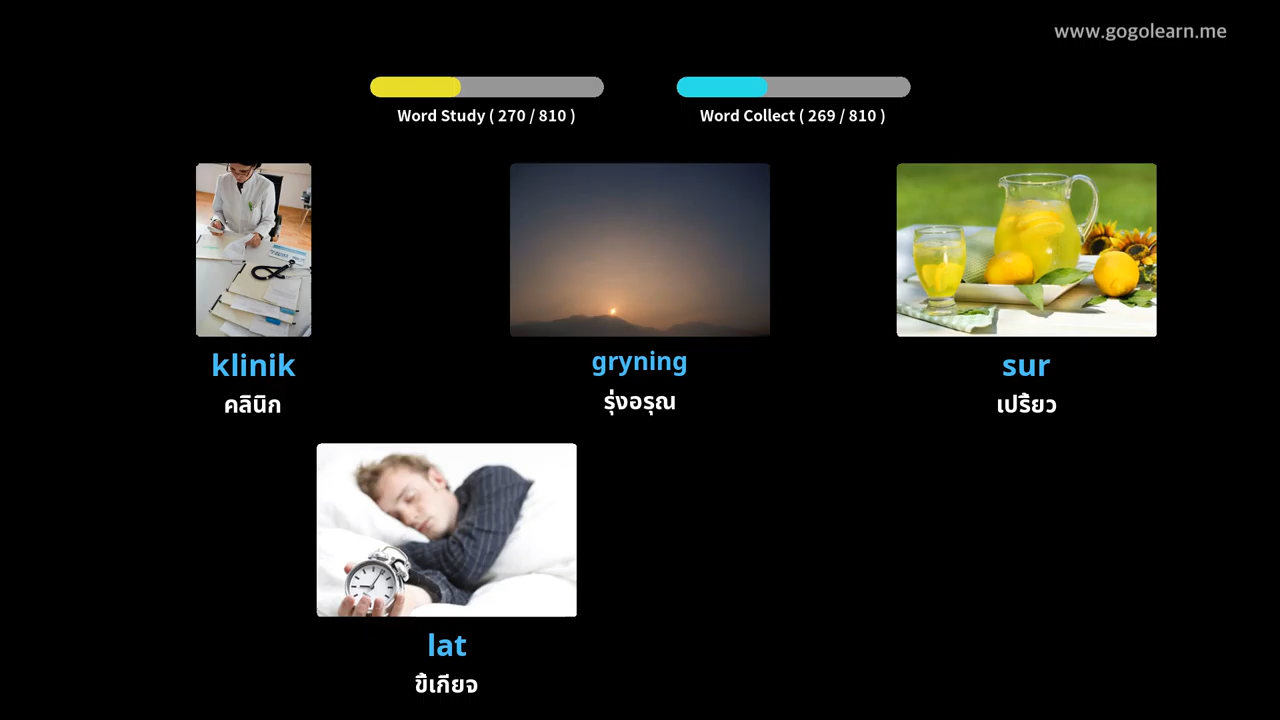 www.gogolearn.me
Word Study ( 270 / 810 )
Word Collect ( 269 / 810 )
klinik
คลินิก
gryning
รุ่งอรุณ
sur
เปรี้ยว
lat
ขี้เกียจ